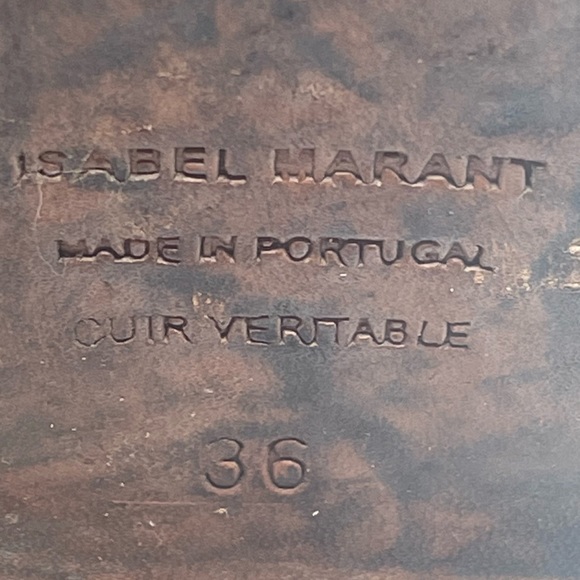 ISABEL MARANT
MADE IN PORTUGAL
CUIR VERITABLE
36